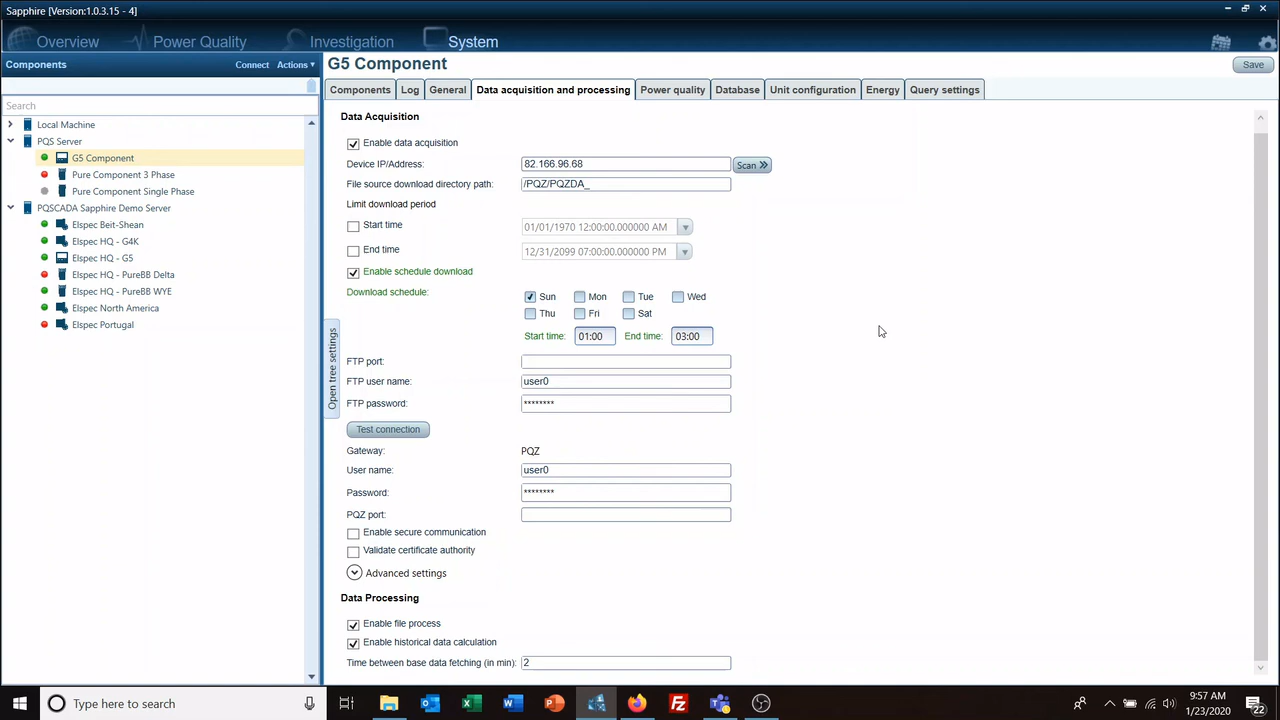 Sapphire [Version:1.0.3.15 - 4]
Overview Power Quality Investigation System
Components Connect Actions
Search
Local Machine
PQS Server
G5 Component
Pure Component 3 Phase
Pure Component Single Phase
PQSCADA Sapphire Demo Server
Elspec Beit-Shean
Elspec HQ - G4K
Elspec HQ - G5
Elspec HQ - PureBB Delta
Elspec HQ - PureBB WYE
Elspec North America
Elspec Portugal
Open tree settings
G5 Component
Save
Components Log General Data acquisition and processing Power quality Database Unit configuration Energy Query settings
Data Acquisition
Enable data acquisition
Device IP/Address: 82.166.96.68 Scan
File source download directory path: /PQZ/PQZDA_
Limit download period
Start time 01/01/1970 12:00:00.000000 AM
End time 12/31/2099 07:00:00.000000 PM
Enable schedule download
Download schedule: Sun Mon Tue Wed
Thu Fri Sat
Start time: 01:00 End time: 03:00
FTP port:
FTP user name: user0
FTP password: ********
Test connection
Gateway: PQZ
User name: user0
Password: ********
PQZ port:
Enable secure communication
Validate certificate authority
Advanced settings
Data Processing
Enable file process
Enable historical data calculation
Time between base data fetching (in min): 2
Type here to search
9:57 AM
1/23/2020
22